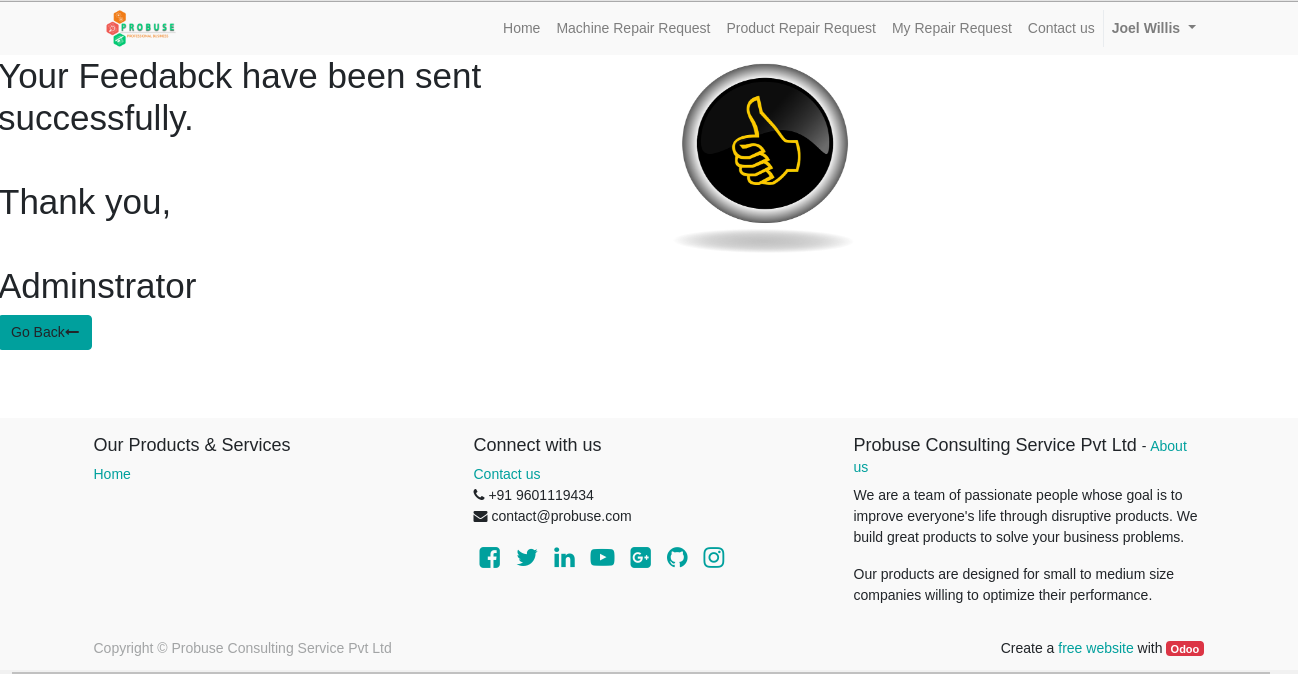 PROBUSE
Home Machine Repair Request Product Repair Request My Repair Request Contact us Joel Willis
Your Feedabck have been sent
successfully.
Thank you,
Adminstrator
Go Back
Our Products & Services
Home
Connect with us
Contact us
+91 9601119434
contact@probuse.com
Probuse Consulting Service Pvt Ltd - About
us
We are a team of passionate people whose goal is to
improve everyone's life through disruptive products. We
build great products to solve your business problems.
Our products are designed for small to medium size
companies willing to optimize their performance.
Copyright © Probuse Consulting Service Pvt Ltd
Create a free website with Odoo